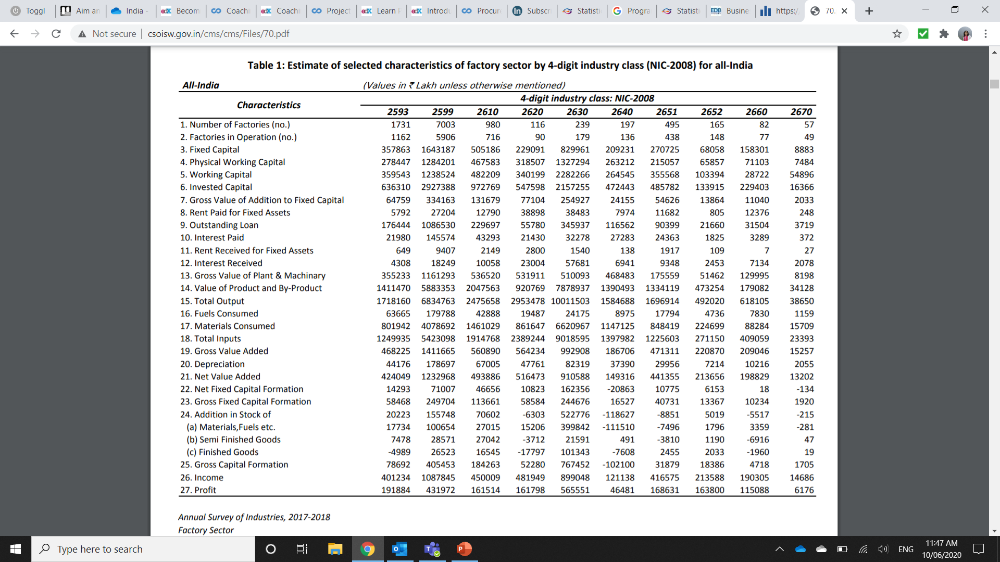 Toggl Aim an India - Becom Coachi Coachi Project Learn P Introdu Procur Subscri Statisti Progra Statisti Busine https:/ 70.
Not secure | csoisw.gov.in/cms/cms/Files/70.pdf
Table 1: Estimate of selected characteristics of factory sector by 4-digit industry class (NIC-2008) for all-India
All-India (Values in ₹ Lakh unless otherwise mentioned)
Characteristics 4-digit industry class: NIC-2008
2593 2599 2610 2620 2630 2640 2651 2652 2660 2670
1. Number of Factories (no.) 1731 7003 980 116 239 197 495 165 82 57
2. Factories in Operation (no.) 1162 5906 716 90 179 136 438 148 77 49
3. Fixed Capital 357863 1643187 505186 229091 829961 209231 270725 68058 158301 8883
4. Physical Working Capital 278447 1284201 467583 318507 1327294 263212 215057 65857 71103 7484
5. Working Capital 359543 1238524 482209 340199 2282266 264545 355568 103394 28722 54896
6. Invested Capital 636310 2927388 972769 547598 2157255 472443 485782 133915 229403 16366
7. Gross Value of Addition to Fixed Capital 64759 334163 131679 77104 254927 24155 54626 13864 11040 2033
8. Rent Paid for Fixed Assets 5792 27204 12790 38898 38483 7974 11682 805 12376 248
9. Outstanding Loan 176444 1086530 229697 55780 345937 116562 90399 21660 31504 3719
10. Interest Paid 21980 145574 43293 21430 32278 27283 24363 1825 3289 372
11. Rent Received for Fixed Assets 649 9407 2149 2800 1540 138 1917 109 7 27
12. Interest Received 4308 18249 10058 23004 57681 6941 9348 2453 7134 2078
13. Gross Value of Plant & Machinary 355233 1161293 536520 531911 510093 468483 175559 51462 129995 8198
14. Value of Product and By-Product 1411470 5883353 2047563 920769 7878937 1390493 1334119 473254 179082 34128
15. Total Output 1718160 6834763 2475658 2953478 10011503 1584688 1696914 492020 618105 38650
16. Fuels Consumed 63665 179788 42888 19487 24175 8975 17794 4736 7830 1159
17. Materials Consumed 801942 4078692 1461029 861647 6620967 1147125 848419 224699 88284 15709
18. Total Inputs 1249935 5423098 1914768 2389244 9018595 1397982 1225603 271150 409059 23393
19. Gross Value Added 468225 1411665 560890 564234 992908 186706 471311 220870 209046 15257
20. Depreciation 44176 178697 67005 47761 82319 37390 29956 7214 10216 2055
21. Net Value Added 424049 1232968 493886 516473 910588 149316 441355 213656 198829 13202
22. Net Fixed Capital Formation 14293 71007 46656 10823 162356 -20863 10775 6153 18 -134
23. Gross Fixed Capital Formation 58468 249704 113661 58584 244676 16527 40731 13367 10234 1920
24. Addition in Stock of 20223 155748 70602 -6303 522776 -118627 -8851 5019 -5517 -215
(a) Materials,Fuels etc. 17734 100654 27015 15206 399842 -111510 -7496 1796 3359 -281
(b) Semi Finished Goods 7478 28571 27042 -3712 21591 491 -3810 1190 -6916 47
(c) Finished Goods -4989 26523 16545 -17797 101343 -7608 2455 2033 -1960 19
25. Gross Capital Formation 78692 405453 184263 52280 767452 -102100 31879 18386 4718 1705
26. Income 401234 1087845 450009 481949 899048 121138 416575 213588 190305 14686
27. Profit 191884 431972 161514 161798 565551 46481 168631 163800 115088 6176
Annual Survey of Industries, 2017-2018
Factory Sector
Type here to search
ENG
11:47 AM
10/06/2020